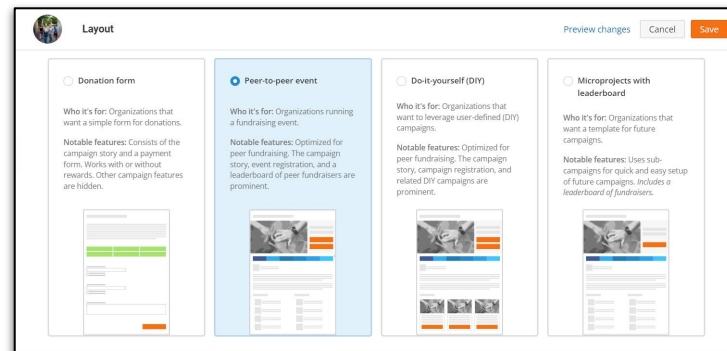 Layout
Preview changes
Cancel
Save
Donation form
Who it's for: Organizations that
want a simple form for donations.
Notable features: Consists of the
campaign story and a payment
form. Works with or without
rewards. Other campaign features
are hidden.
Peer-to-peer event
Who it's for: Organizations running
a fundraising event.
Notable features: Optimized for
peer fundraising. The campaign
story, event registration, and a
leaderboard of peer fundraisers are
prominent.
Do-it-yourself (DIY)
Who it's for: Organizations that
want to leverage user-defined (DIY)
campaigns.
Notable features: Optimized for
peer fundraising. The campaign
story, campaign registration, and
related DIY campaigns are
prominent.
Microprojects with
leaderboard
Who it's for: Organizations that
want a template for future
campaigns.
Notable features: Uses sub-
campaigns for quick and easy setup
of future campaigns. Includes a
leaderboard of fundraisers.